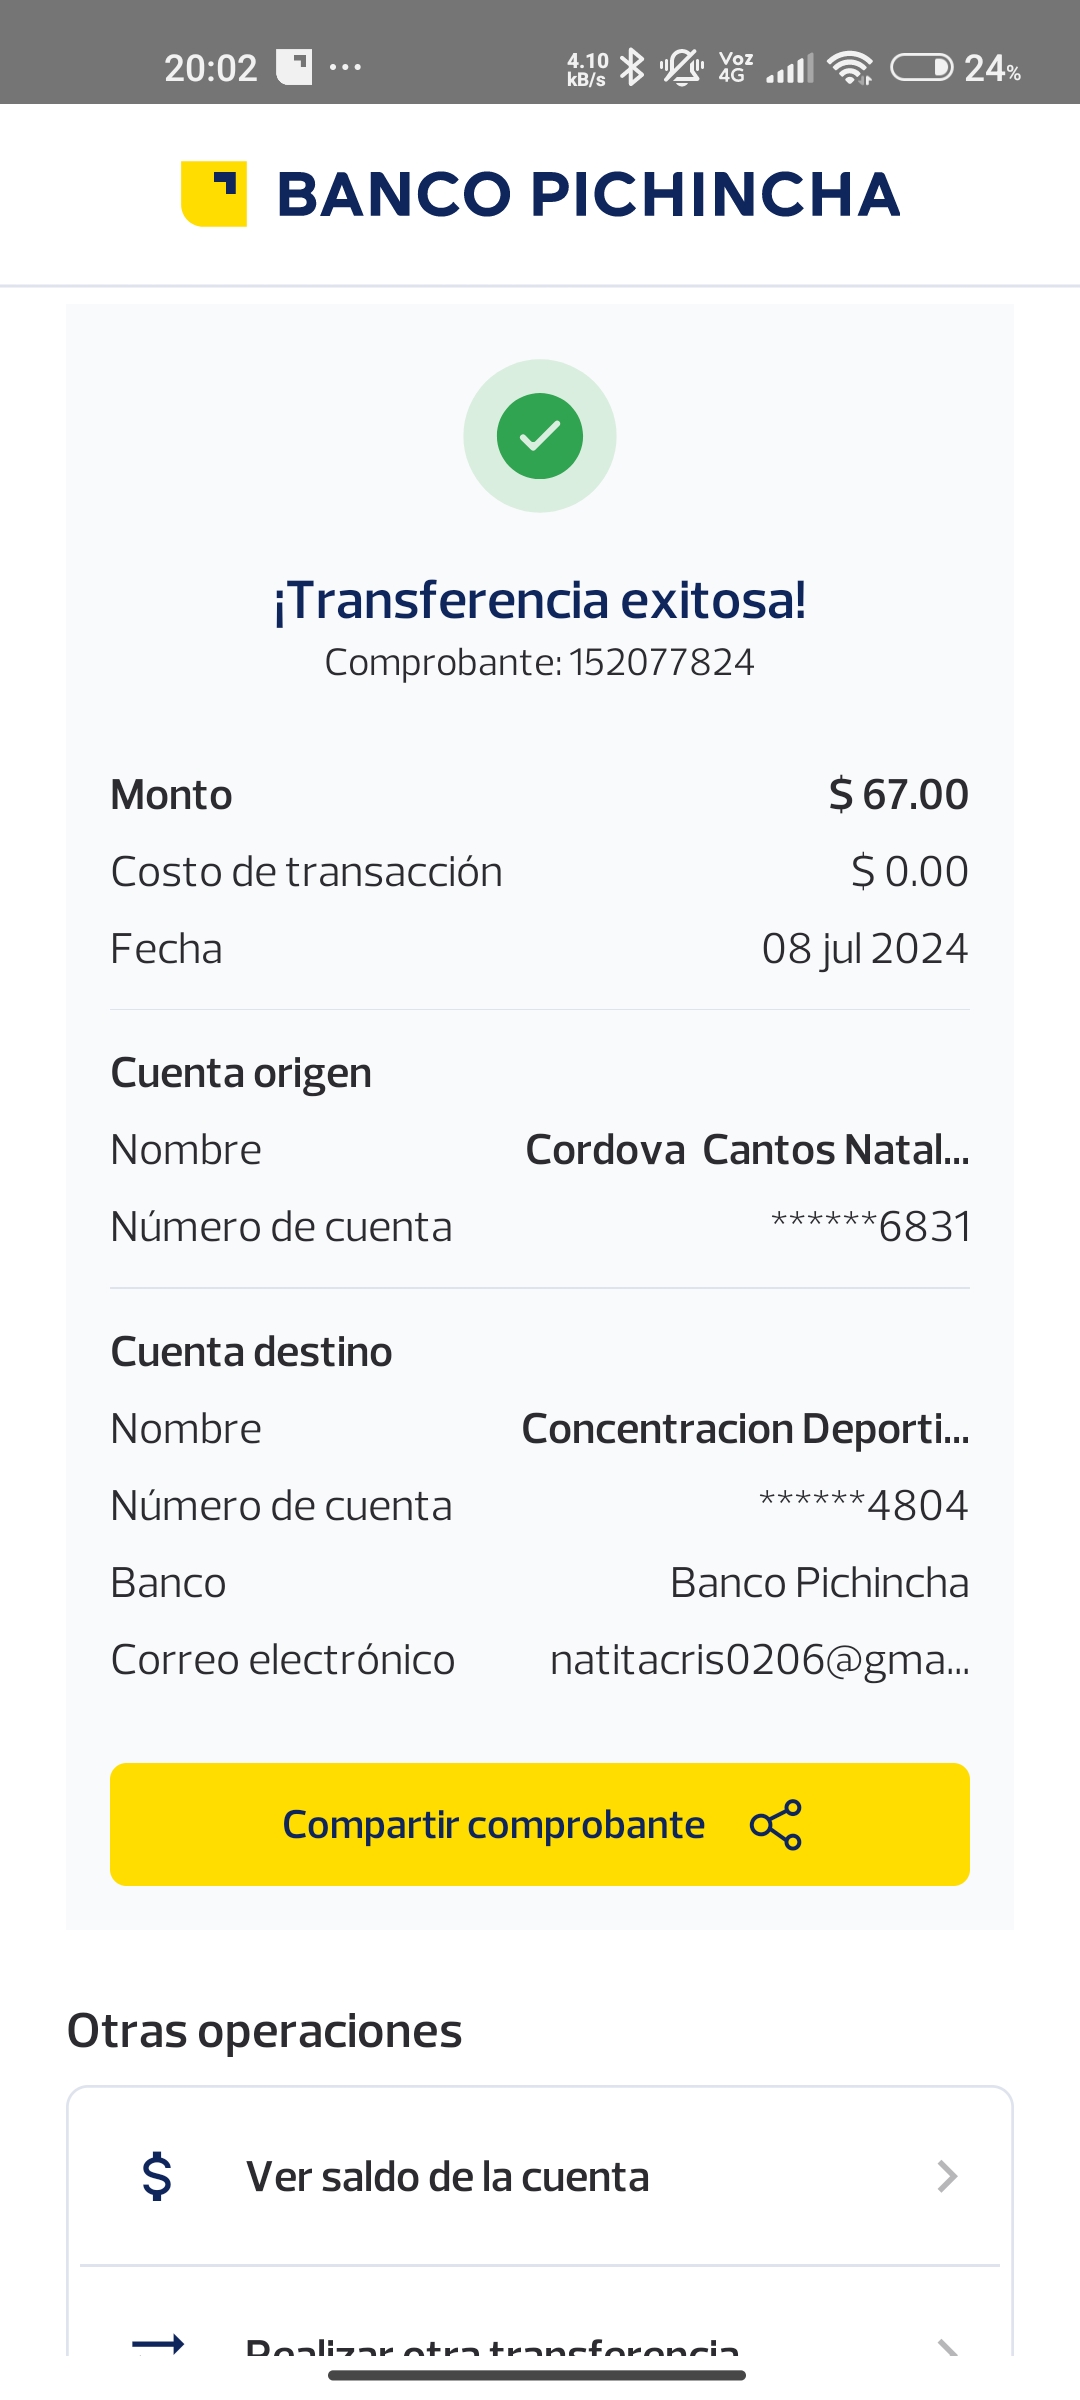 20:02 ... 4.10 kB/s Voz 4G 24%
BANCO PICHINCHA
¡Transferencia exitosa!
Comprobante: 152077824
Monto $ 67.00
Costo de transacción $ 0.00
Fecha 08 jul 2024
Cuenta origen
Nombre Cordova Cantos Natal...
Número de cuenta ******6831
Cuenta destino
Nombre Concentracion Deporti...
Número de cuenta ******4804
Banco Banco Pichincha
Correo electrónico natitacris0206@gma...
Compartir comprobante
Otras operaciones
$ Ver saldo de la cuenta
Realizar otra transferencia